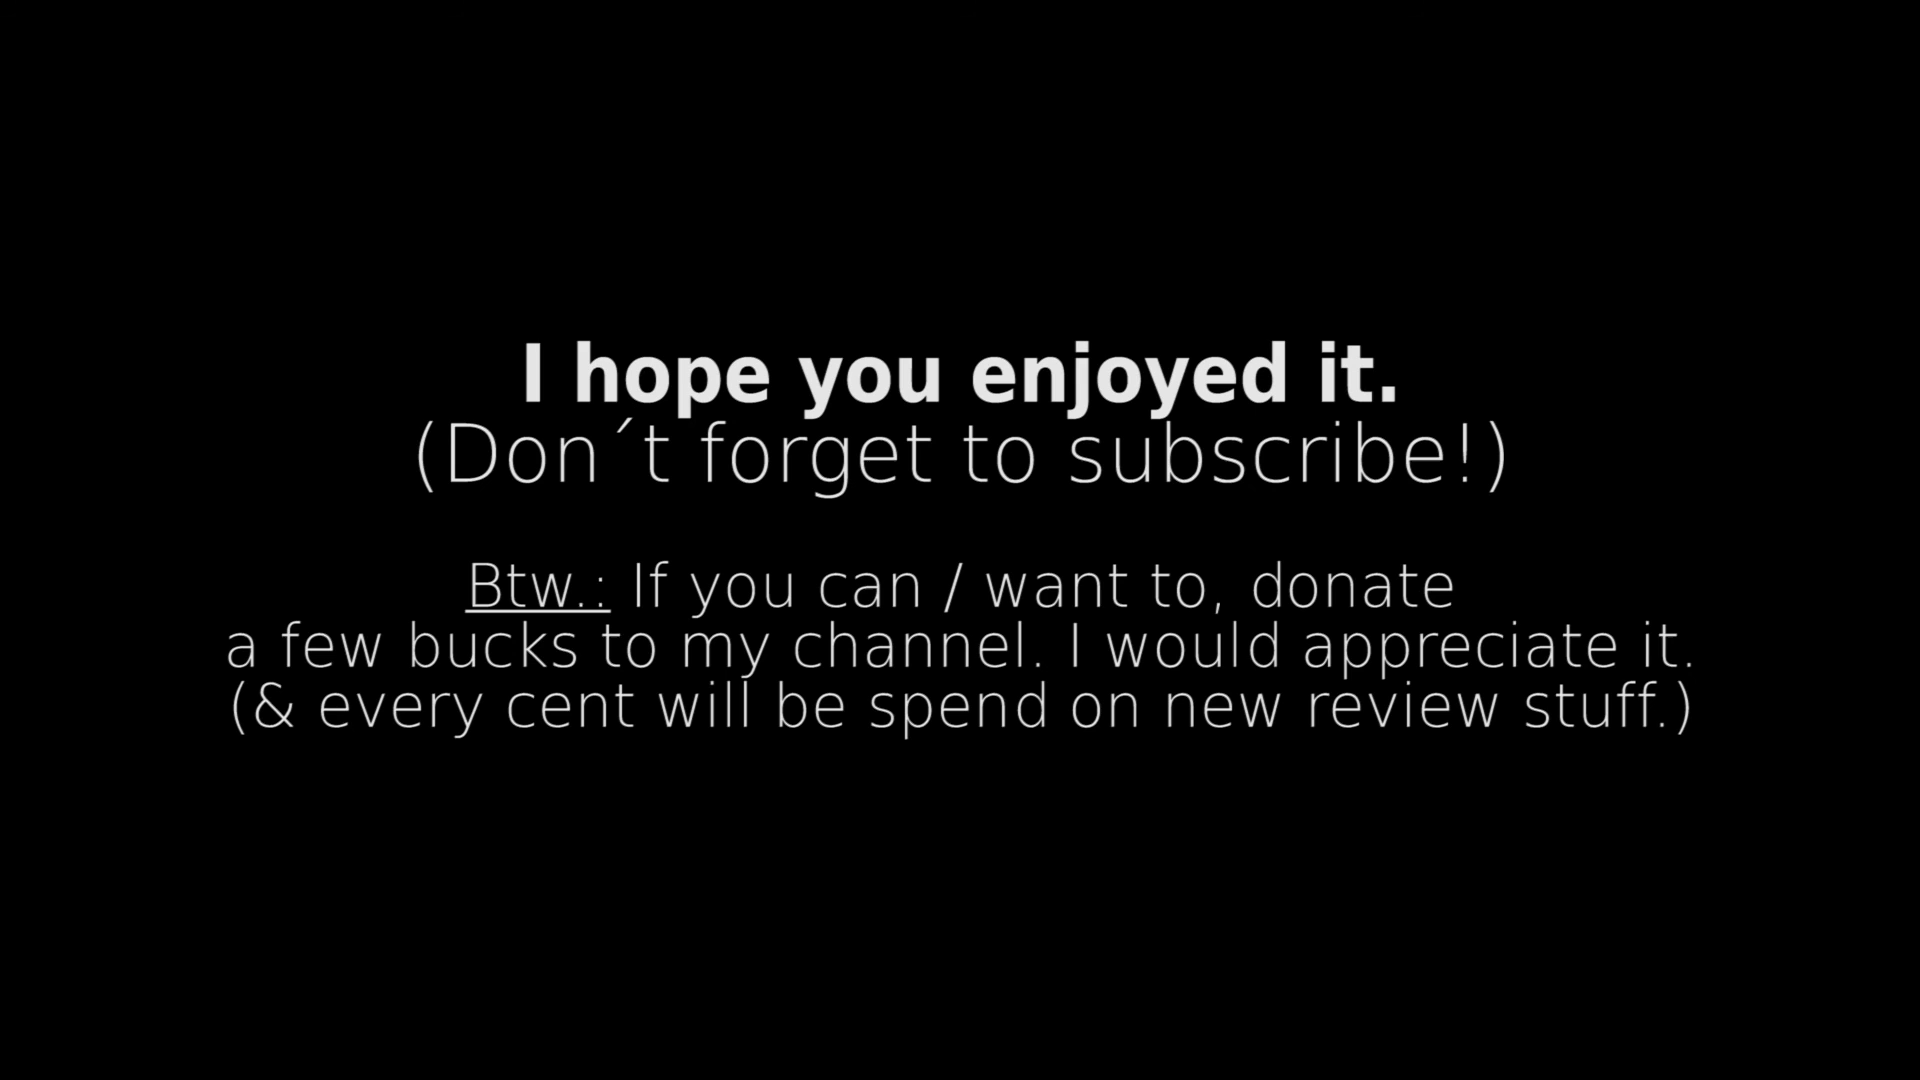 I hope you enjoyed it.
(Don´t forget to subscribe!)
Btw.: If you can / want to, donate
a few bucks to my channel. I would appreciate it.
(& every cent will be spend on new review stuff.)